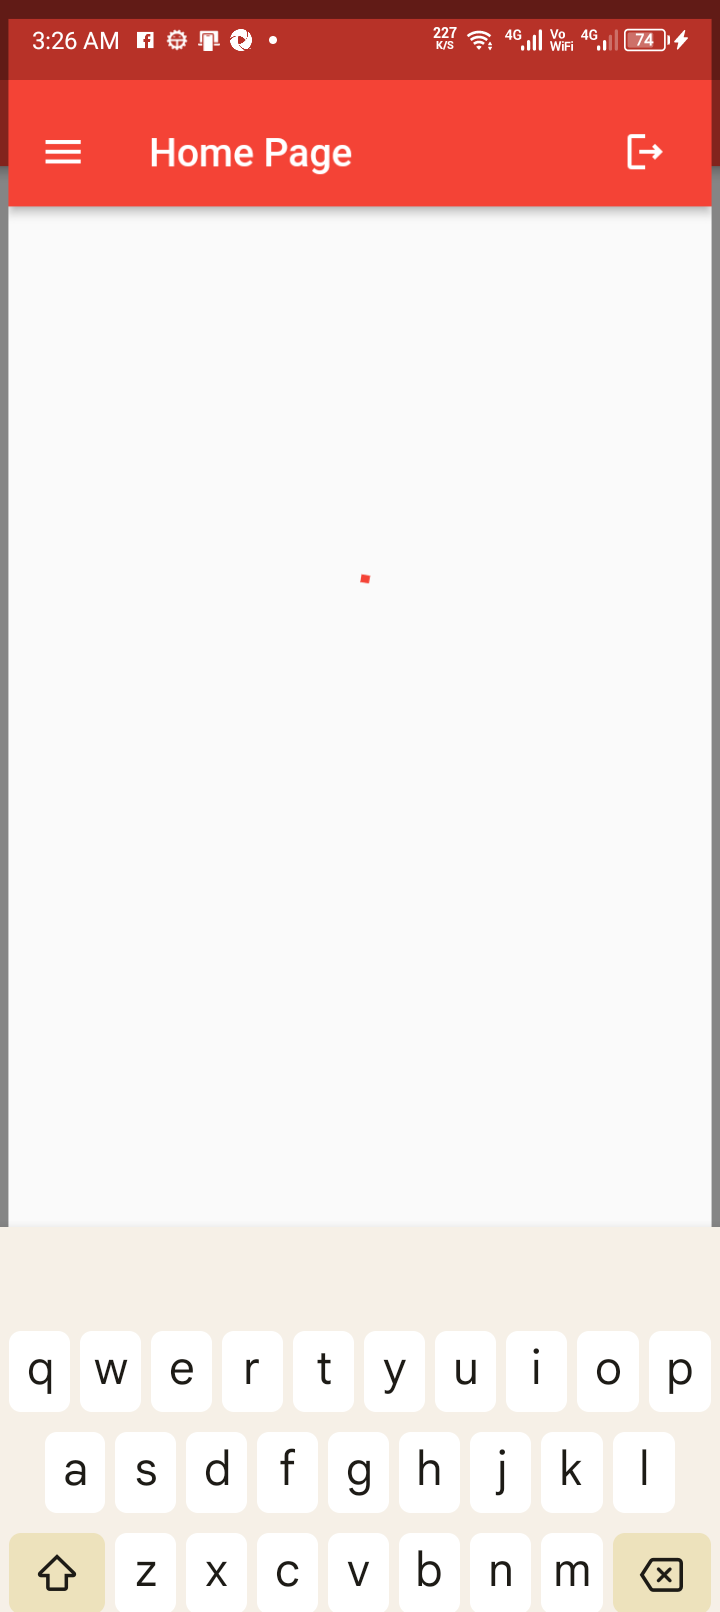 3:26 AM 227 K/S 4G Vo WiFi 4G 74
Home Page
q w e r t y u i o p
a s d f g h j k l
z x c v b n m